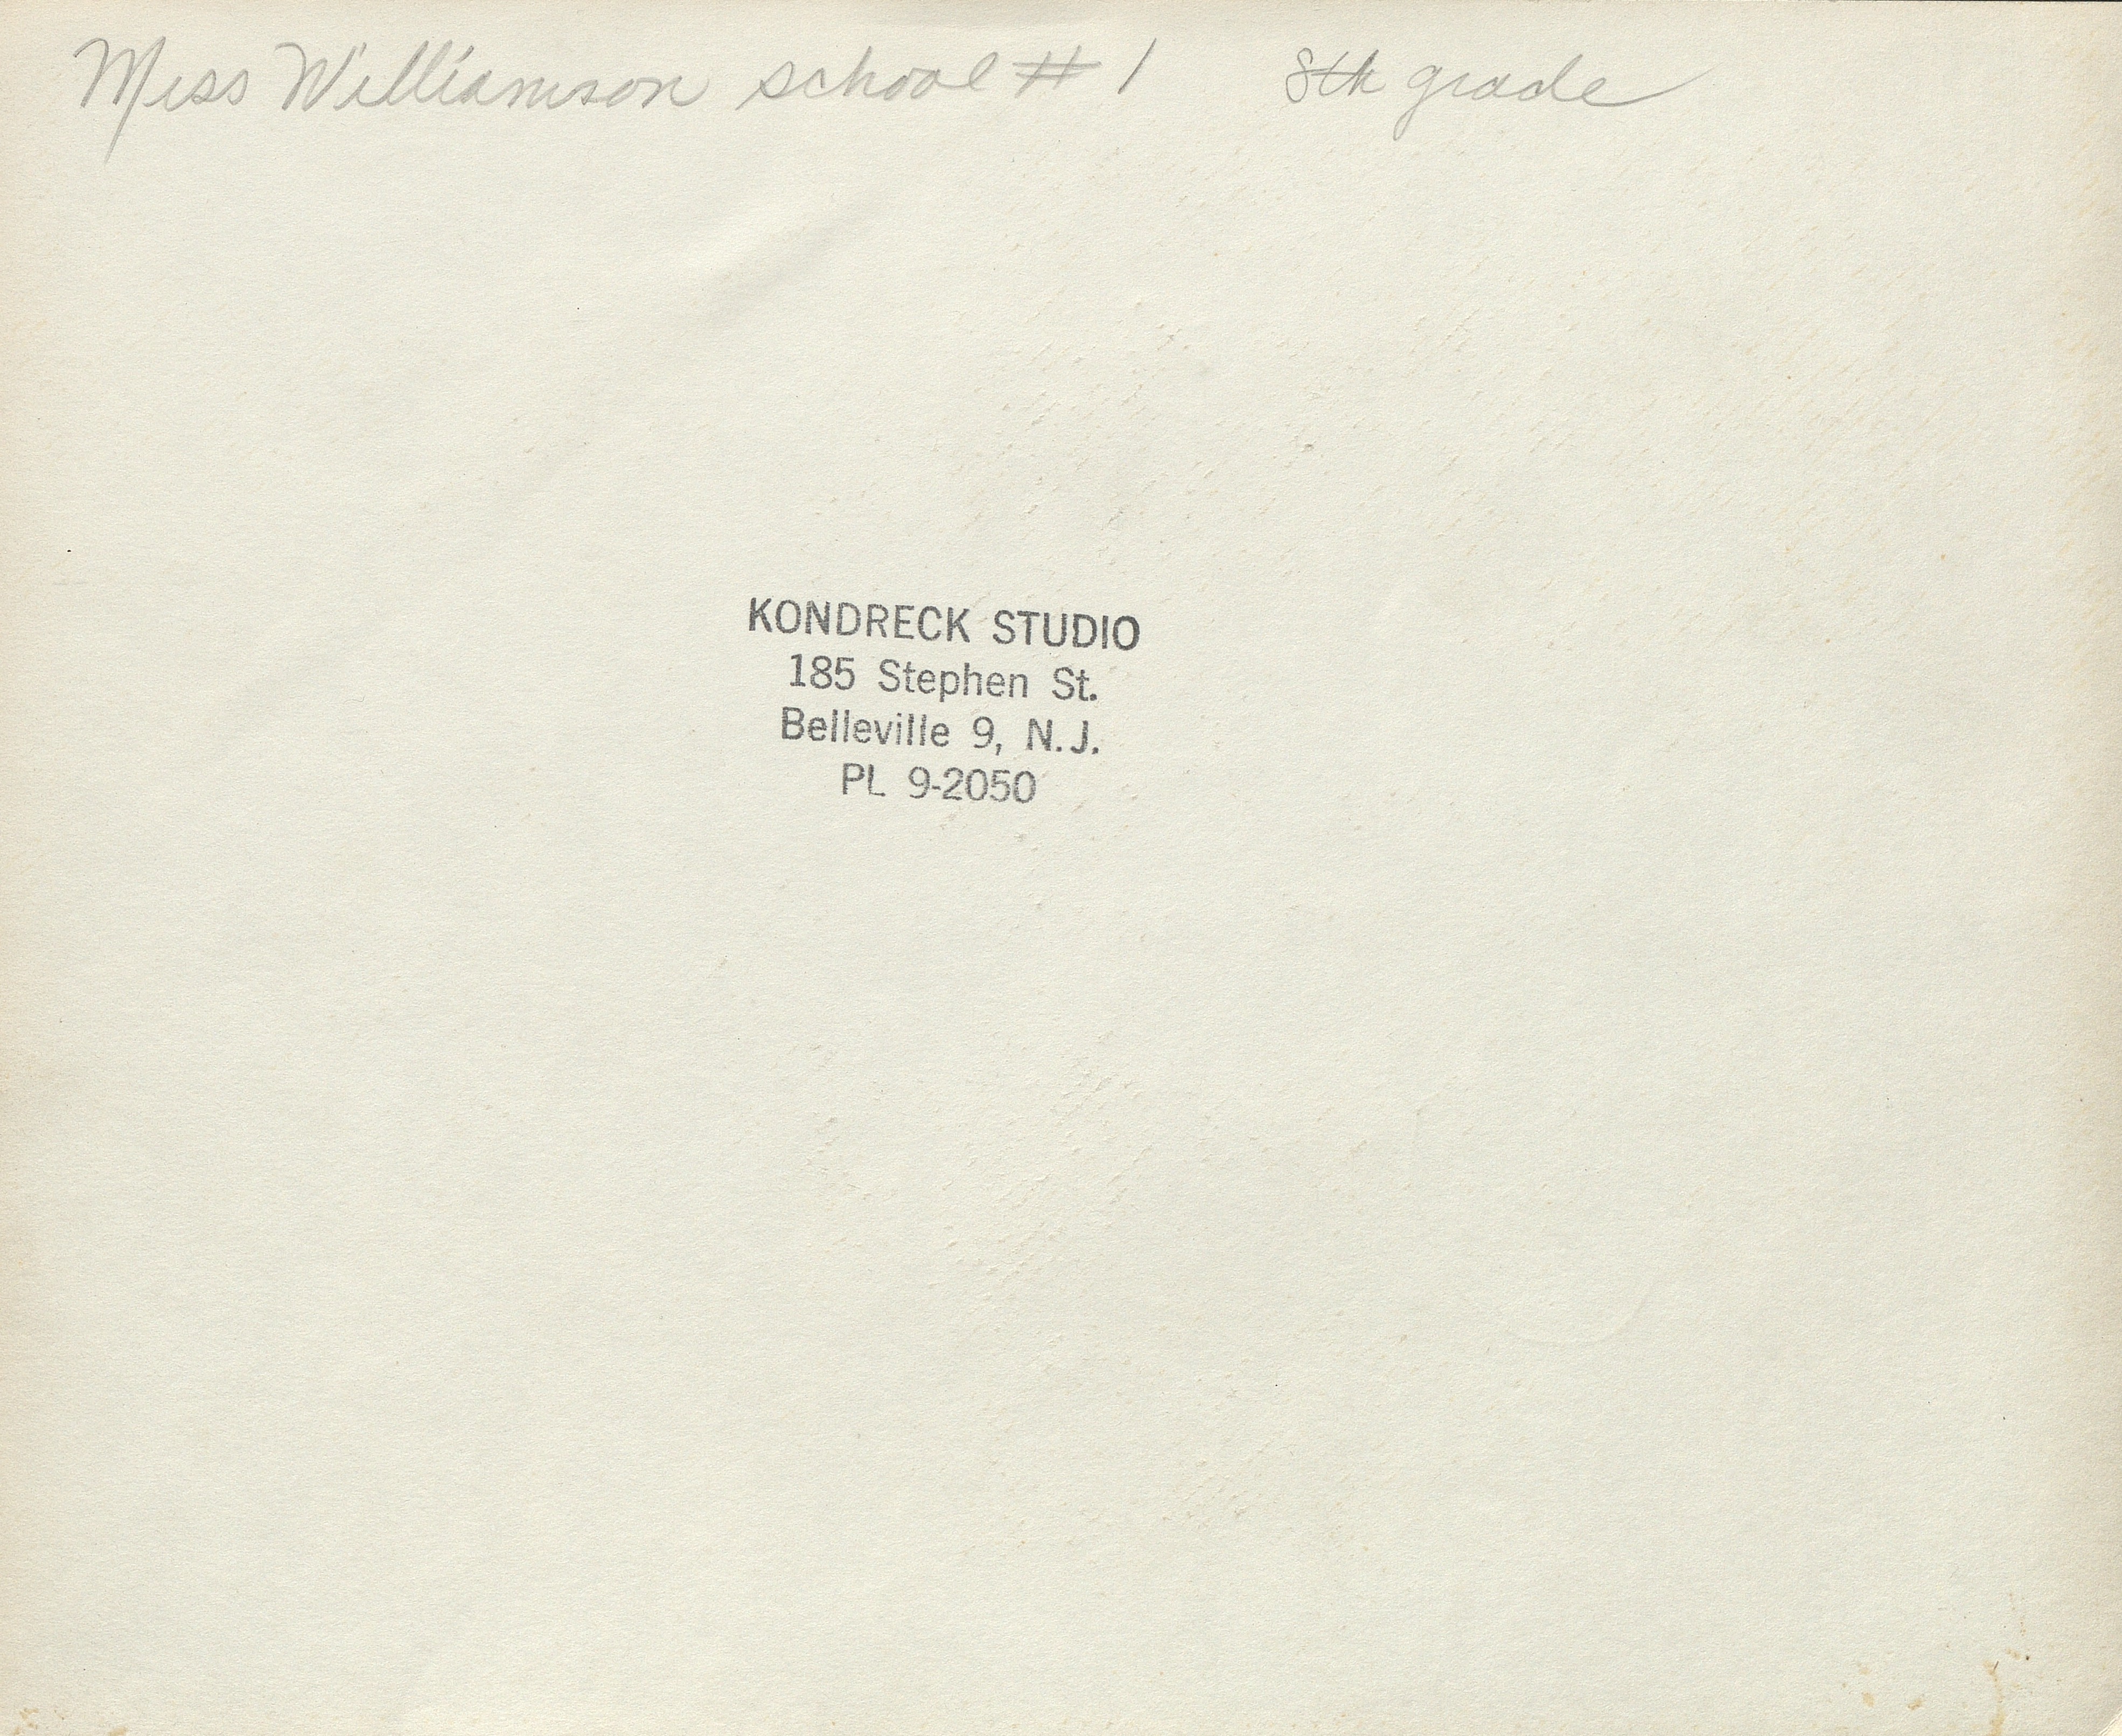 Miss Williamson school # 1 8th grade
KONDRECK STUDIO
185 Stephen St.
Belleville 9, N.J.
PL 9-2050